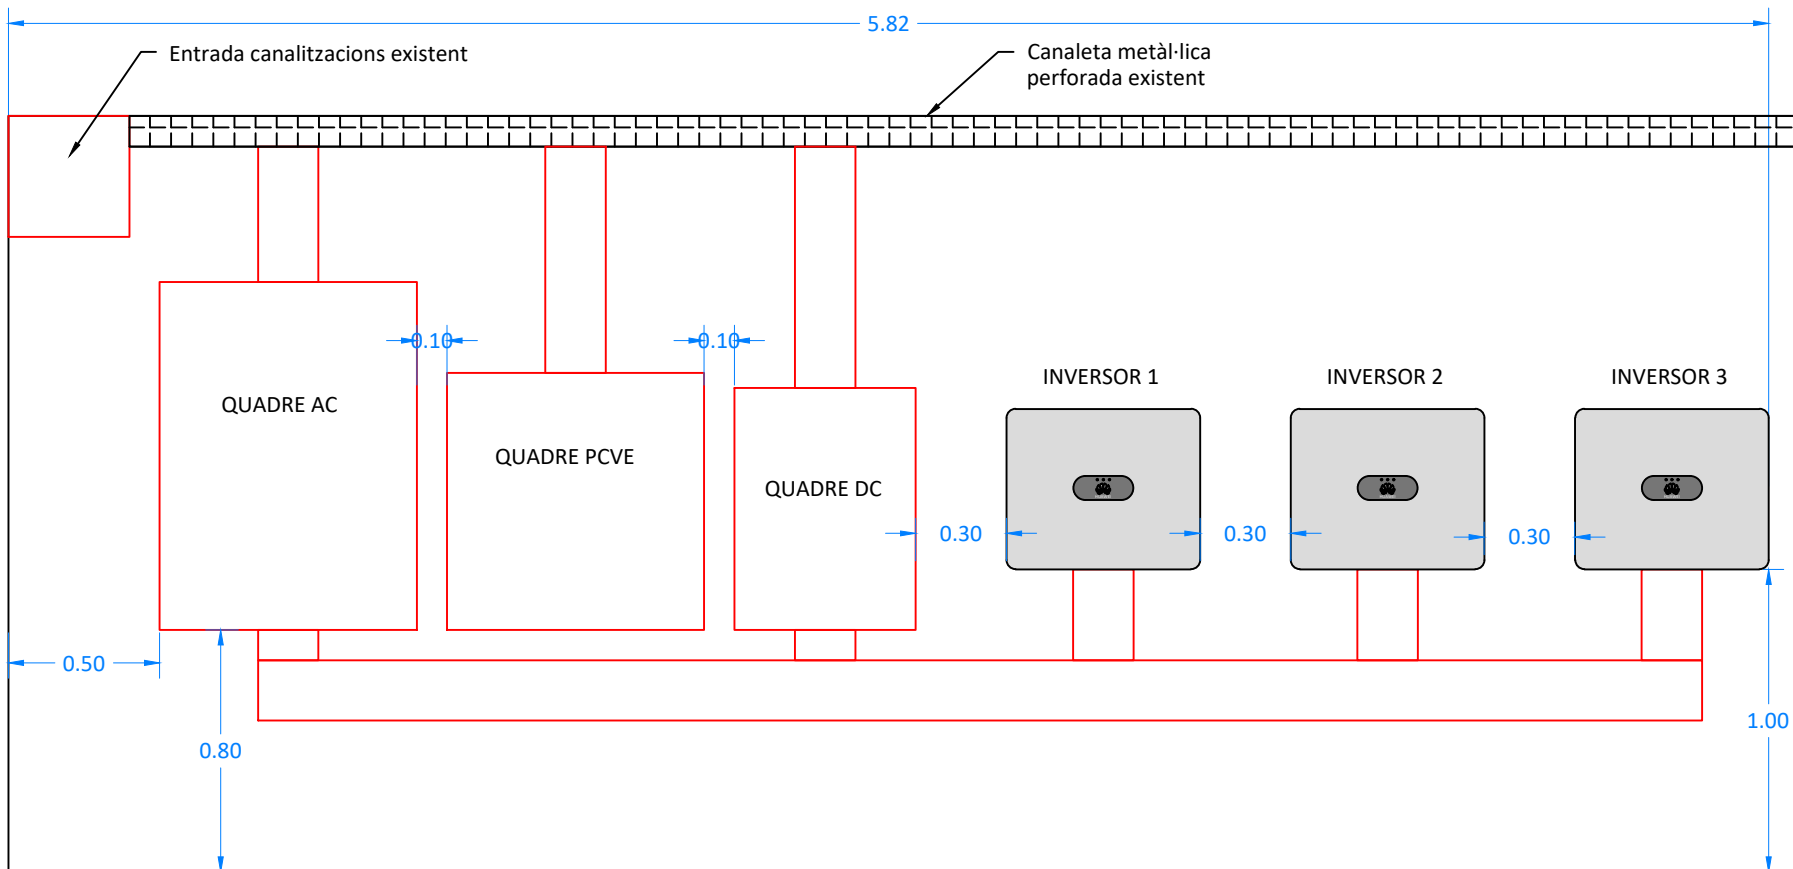 5.82
Entrada canalitzacions existent
Canaleta metàl·lica
perforada existent
0.10
0.10
INVERSOR 1
INVERSOR 2
INVERSOR 3
QUADRE AC
QUADRE PCVE
QUADRE DC
0.30
0.30
0.30
0.50
0.80
1.00